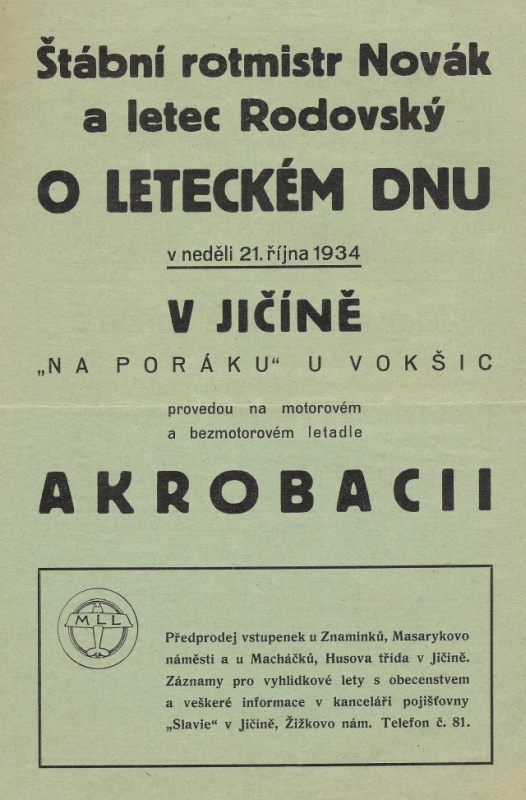 Štábní rotmistr Novák
a letec Rodovský
O LETECKÉM DNU
v neděli 21. října 1934
V JIČÍNĚ
„NA PORÁKU“ U VOKŠIC
provedou na motorovém
a bezmotorovém letadle
AKROBACII
MLL
Předprodej vstupenek u Znamínků, Masarykovo
náměstí a u Macháčků, Husova třída v Jičíně.
Záznamy pro vyhlídkové lety s obecenstvem
a veškeré informace v kanceláři pojišťovny
„Slavie“ v Jičíně, Žižkovo nám. Telefon č. 81.